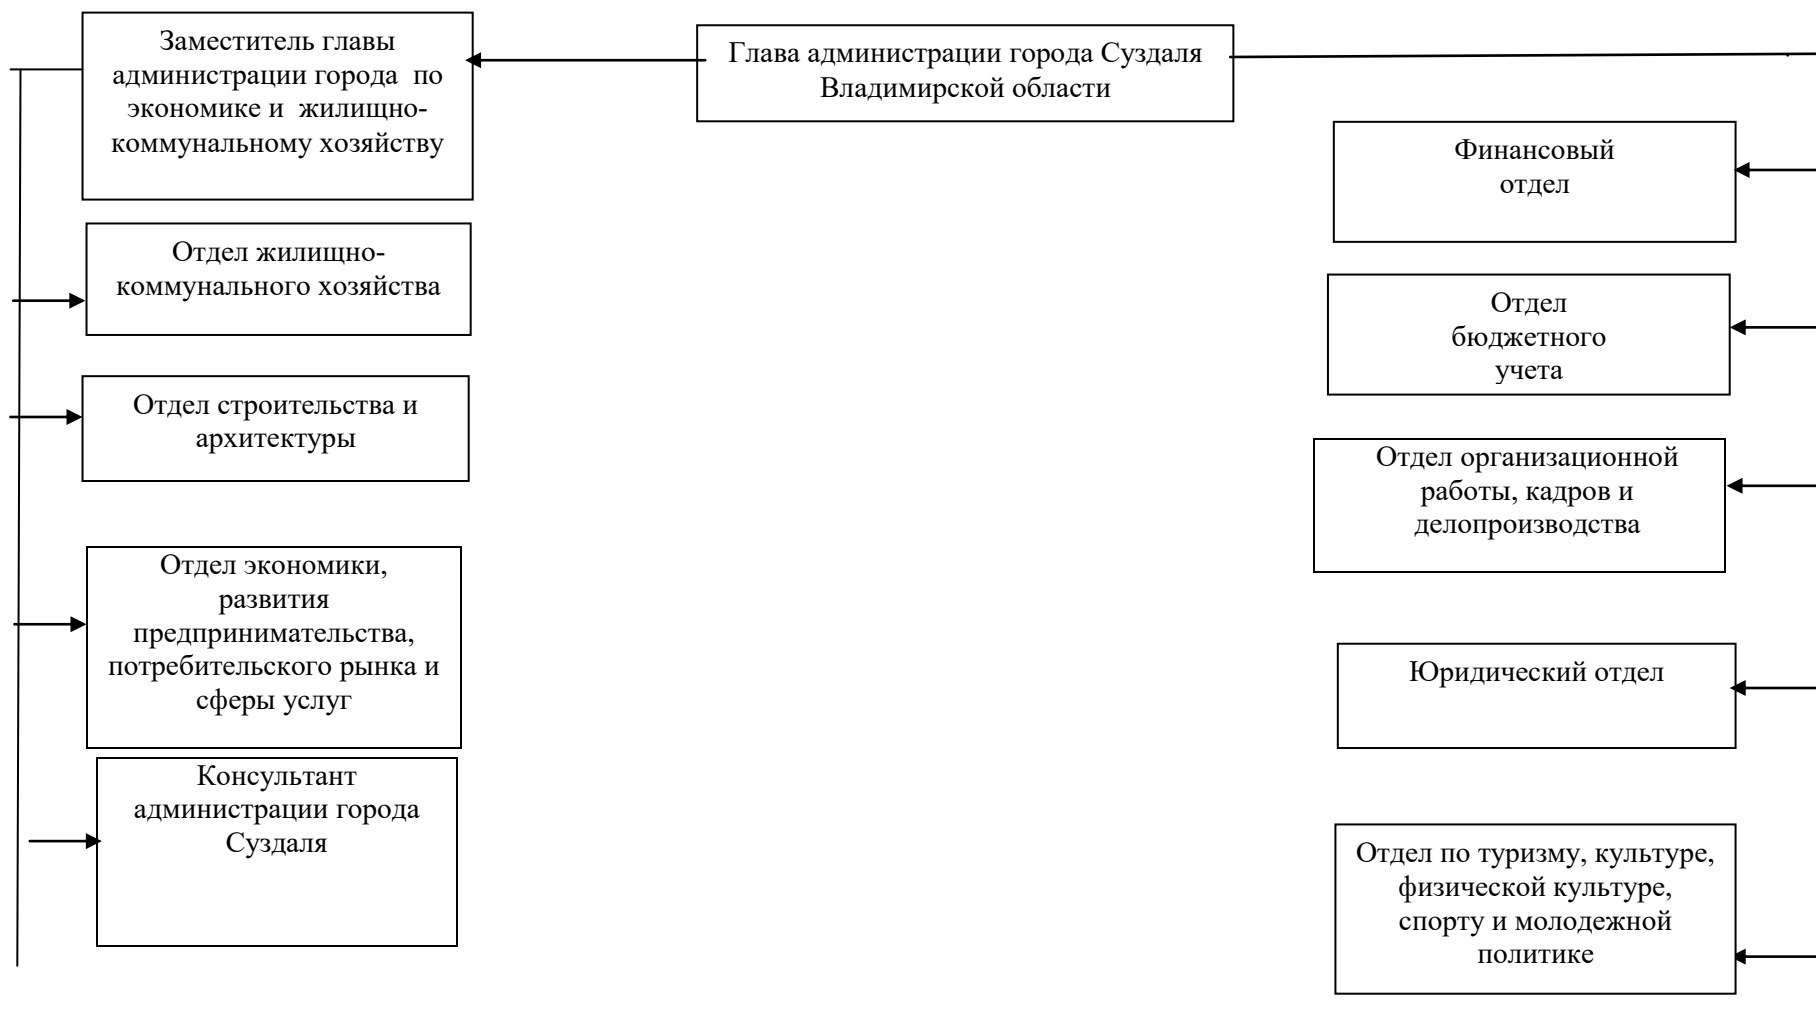 Заместитель главы
администрации города по
экономике и жилищно-
коммунальному хозяйству
Глава администрации города Суздаля
Владимирской области
Финансовый
отдел
Отдел жилищно-
коммунального хозяйства
Отдел
бюджетного
учета
Отдел строительства и
архитектуры
Отдел организационной
работы, кадров и
делопроизводства
Отдел экономики,
развития
предпринимательства,
потребительского рынка и
сферы услуг
Юридический отдел
Консультант
администрации города
Суздаля
Отдел по туризму, культуре,
физической культуре,
спорту и молодежной
политике